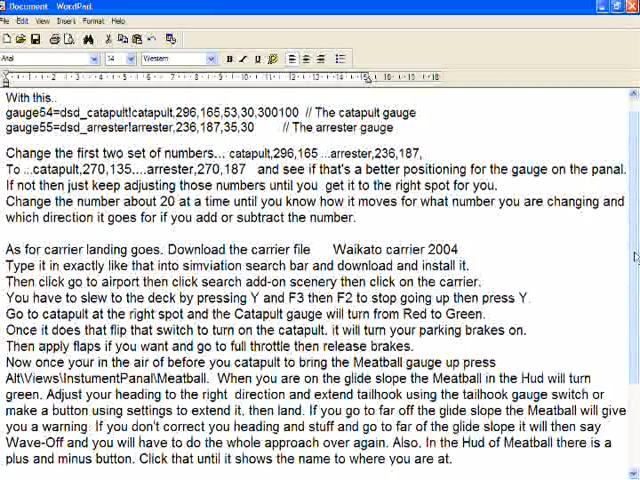 Document - WordPad
File Edit View Insert Format Help
Arial 14 Western B I U
1 2 3 4 5 6 7 8 9 10 11 12 13 14 15 16 17 18
With this..
gauge54=dsd_catapult!catapult,296,165,53,30,300100 // The catapult gauge
gauge55=dsd_arrester!arrester,236,187,35,30 // The arrester gauge
Change the first two set of numbers... catapult,296,165 ...arrester,236,187,
To ...catapult,270,135....arrester,270,187 and see if that's a better positioning for the gauge on the panal.
If not then just keep adjusting those numbers until you get it to the right spot for you.
Change the number about 20 at a time until you know how it moves for what number you are changing and
which direction it goes for if you add or subtract the number.
As for carrier landing goes. Download the carrier file Waikato carrier 2004
Type it in exactly like that into simviation search bar and download and install it.
Then click go to airport then click search add-on scenery then click on the carrier.
You have to slew to the deck by pressing Y and F3 then F2 to stop going up then press Y.
Go to catapult at the right spot and the Catapult gauge will turn from Red to Green.
Once it does that flip that switch to turn on the catapult. it will turn your parking brakes on.
Then apply flaps if you want and go to full throttle then release brakes.
Now once your in the air of before you catapult to bring the Meatball gauge up press
Alt\Views\InstumentPanal\Meatball. When you are on the glide slope the Meatball in the Hud will turn
green. Adjust your heading to the right direction and extend tailhook using the tailhook gauge switch or
make a button using settings to extend it, then land. If you go to far off the glide slope the Meatball will give
you a warning. If you don't correct you heading and stuff and go to far of the glide slope it will then say
Wave-Off and you will have to do the whole approach over again. Also, In the Hud of Meatball there is a
plus and minus button. Click that until it shows the name to where you are at.